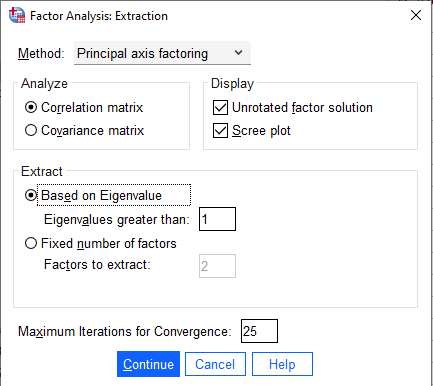 Factor Analysis: Extraction
Method: Principal axis factoring
Analyze
Correlation matrix
Covariance matrix
Display
Unrotated factor solution
Scree plot
Extract
Based on Eigenvalue
Eigenvalues greater than: 1
Fixed number of factors
Factors to extract: 2
Maximum Iterations for Convergence: 25
Continue Cancel Help